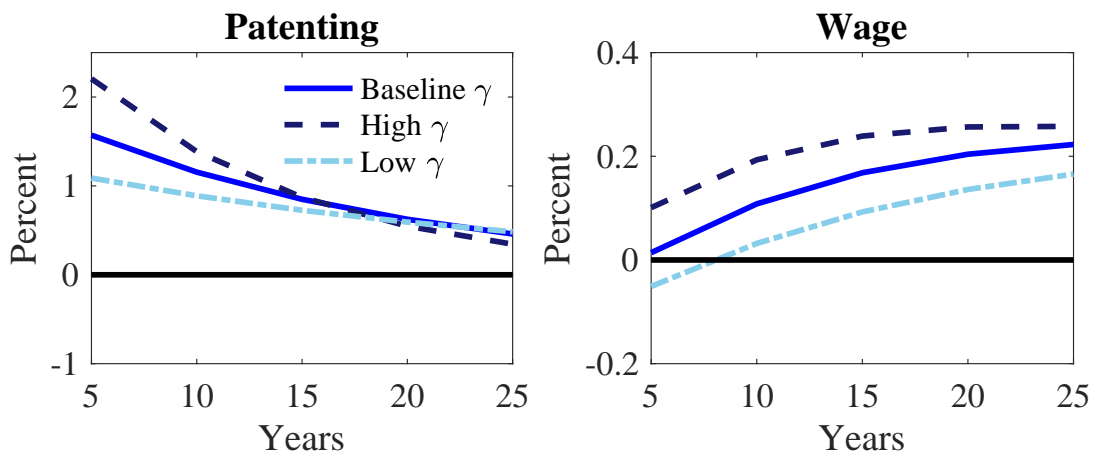 Patenting
2
1
0
-1
Percent
5 10 15 20 25
Years
Baseline γ
High γ
Low γ
Wage
0.4
0.2
0
-0.2
Percent
5 10 15 20 25
Years